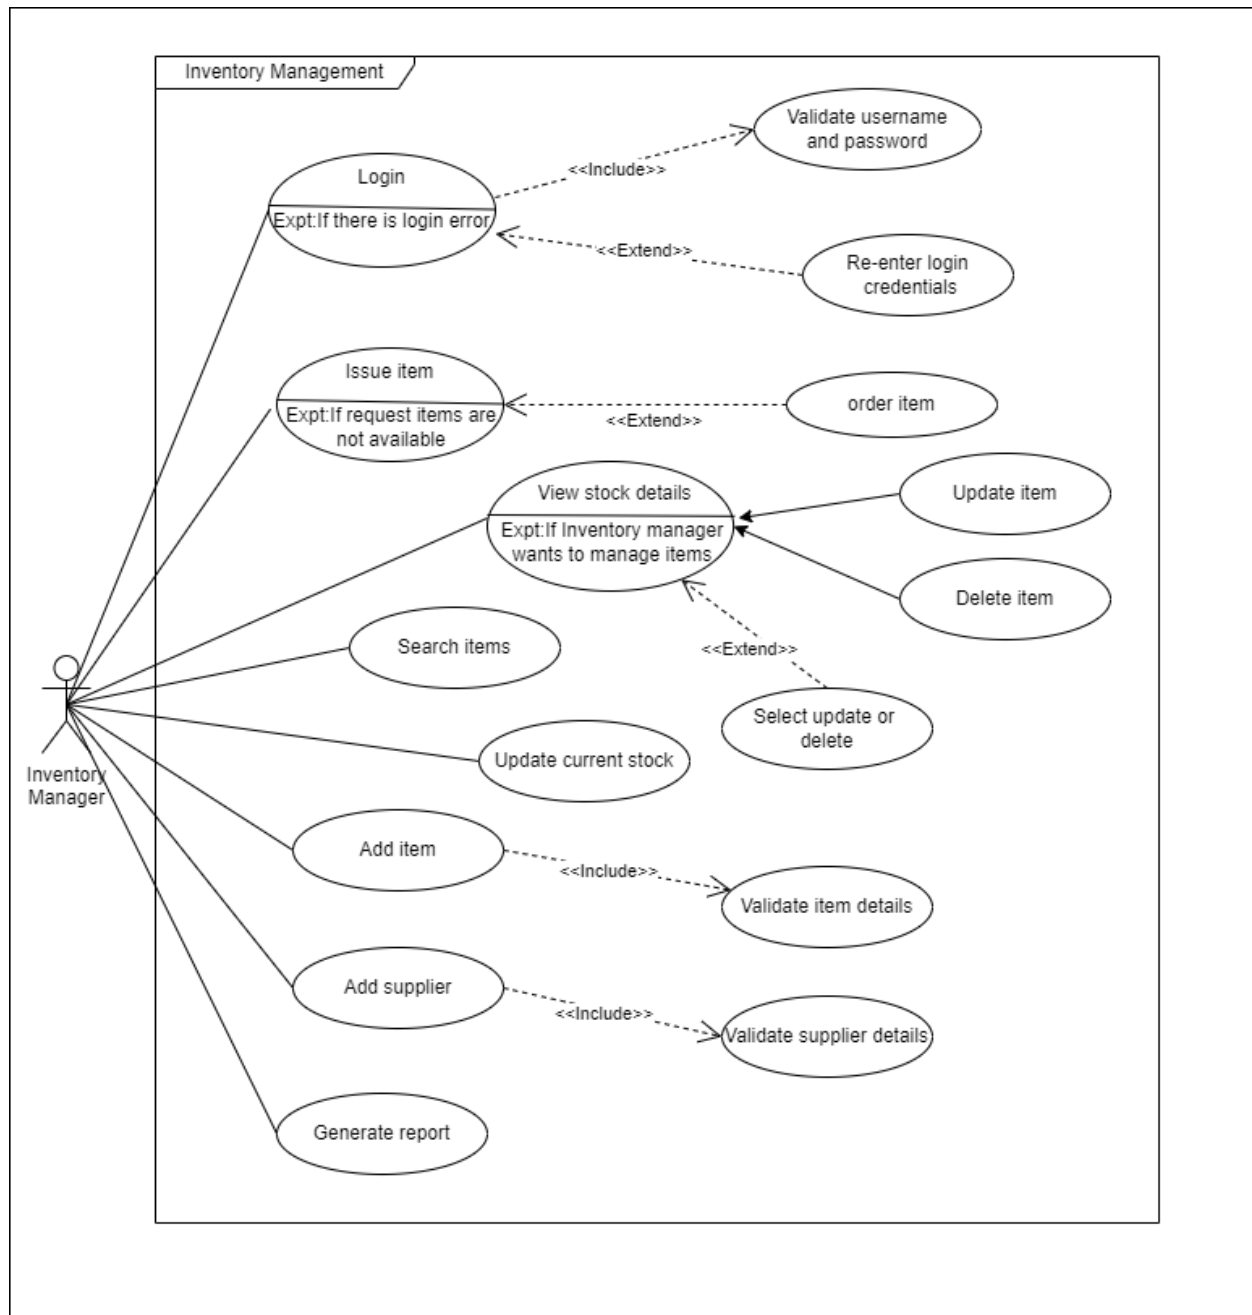 Inventory Management
Validate username
and password
<<Include>>
Login
Expt:If there is login error
<<Extend>>
Re-enter login
credentials
Issue item
Expt:If request items are
not available
<<Extend>>
order item
View stock details
Expt:If Inventory manager
wants to manage items
Update item
Delete item
<<Extend>>
Select update or
delete
Search items
Inventory
Manager
Update current stock
Add item
<<Include>>
Validate item details
Add supplier
<<Include>>
Validate supplier details
Generate report